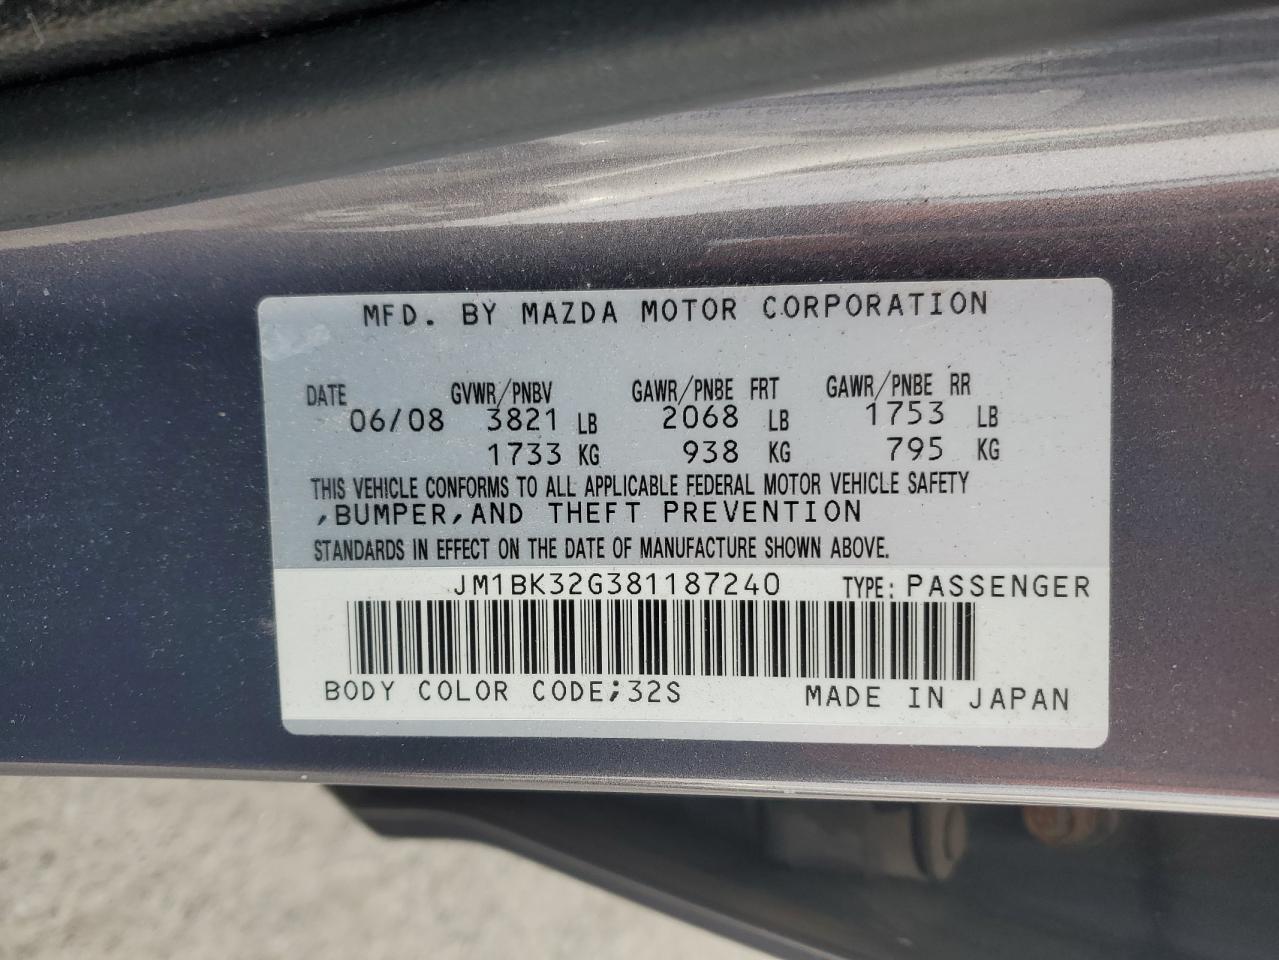 MFD. BY MAZDA MOTOR CORPORATION
DATE GVWR/PNBV GAWR/PNBE FRT GAWR/PNBE RR
06/08 3821 LB 2068 LB 1753 LB
1733 KG 938 KG 795 KG
THIS VEHICLE CONFORMS TO ALL APPLICABLE FEDERAL MOTOR VEHICLE SAFETY
,BUMPER,AND THEFT PREVENTION
STANDARDS IN EFFECT ON THE DATE OF MANUFACTURE SHOWN ABOVE.
JM1BK32G381187240 TYPE: PASSENGER
BODY COLOR CODE;32S MADE IN JAPAN